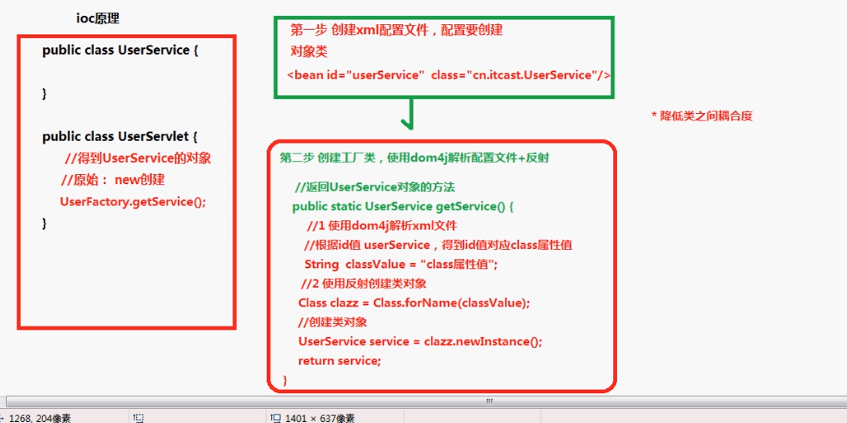 ioc原理
public class UserService {
}
public class UserServlet {
//得到UserService的对象
//原始： new创建
UserFactory.getService();
}
第一步 创建xml配置文件，配置要创建
对象类
<bean id="userService" class="cn.itcast.UserService"/>
* 降低类之间耦合度
第二步 创建工厂类，使用dom4j解析配置文件+反射
//返回UserService对象的方法
public static UserService getService() {
//1 使用dom4j解析xml文件
//根据id值 userService，得到id值对应class属性值
String classValue = "class属性值";
//2 使用反射创建类对象
Class clazz = Class.forName(classValue);
//创建类对象
UserService service = clazz.newInstance();
return service;
}
1268, 204像素
1401 × 637像素